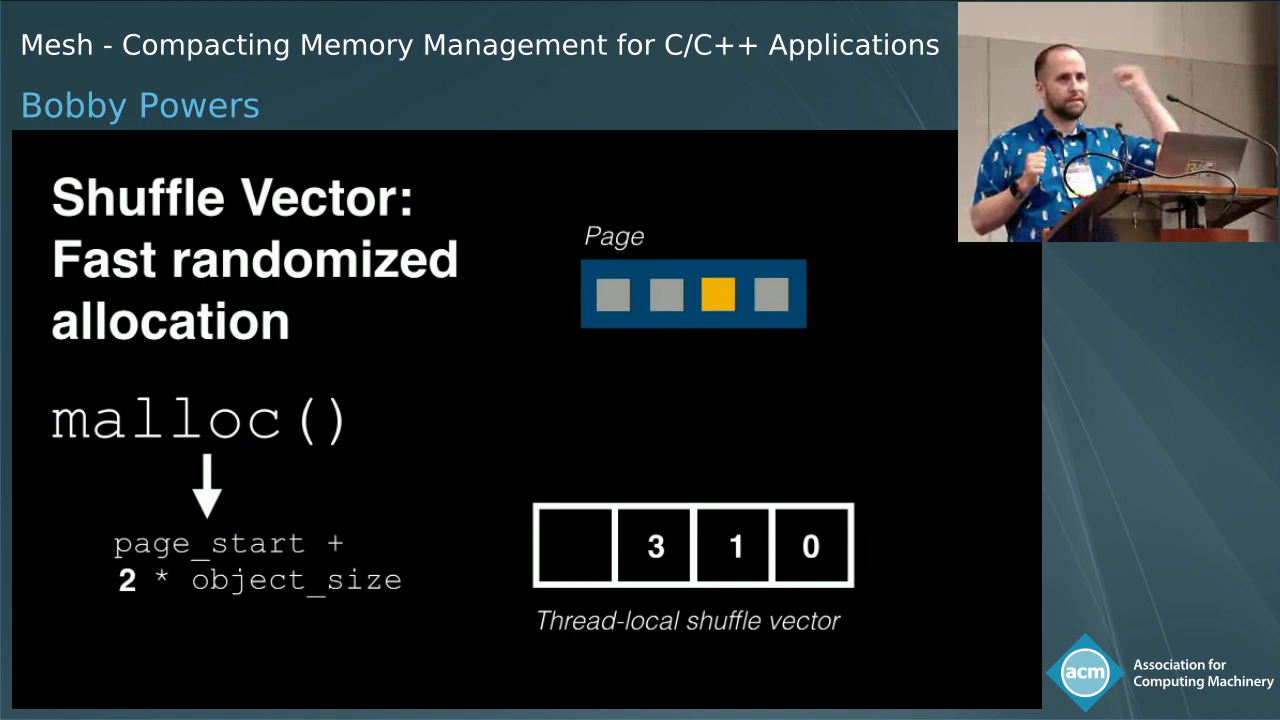 Mesh - Compacting Memory Management for C/C++ Applications
Bobby Powers
Shuffle Vector:
Fast randomized
allocation
Page
malloc()
page_start +
2 * object_size
3 1 0
Thread-local shuffle vector
acm
Association for
Computing Machinery